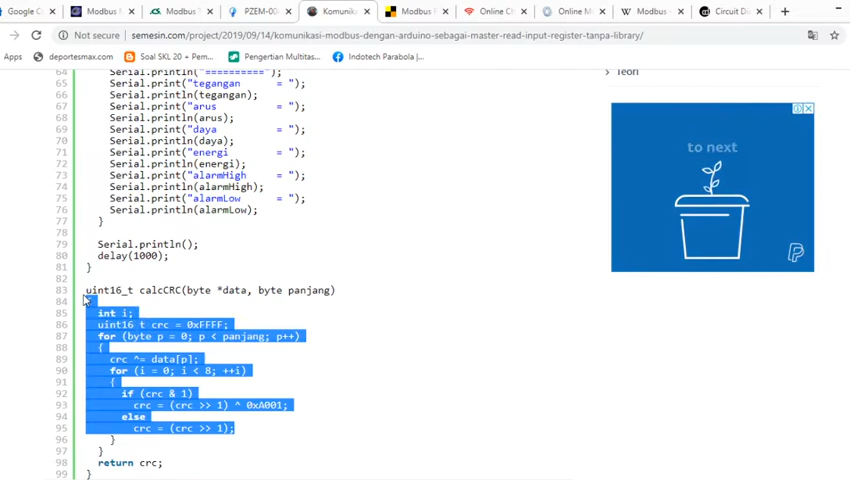 Google C
Modbus M
Modbus T
PZEM-00
Komunik
Modbus R
Online Ch
Online M
Modbus -
Circuit Di
Not secure | semesin.com/project/2019/09/14/komunikasi-modbus-dengan-arduino-sebagai-master-read-input-register-tanpa-library/
Apps
deportesmax.com
Soal SKL 20 + Pem...
Pengenalan Multitas...
Indotech Parabola |...
64 Serial.println("==========");
65 Serial.print("tegangan = ");
66 Serial.println(tegangan);
67 Serial.print("arus = ");
68 Serial.println(arus);
69 Serial.print("daya = ");
70 Serial.println(daya);
71 Serial.print("energi = ");
72 Serial.println(energi);
73 Serial.print("alarmHigh = ");
74 Serial.println(alarmHigh);
75 Serial.print("alarmLow = ");
76 Serial.println(alarmLow);
77 }
78
79 Serial.println();
80 delay(1000);
81 }
82
83 uint16_t calcCRC(byte *data, byte panjang)
84 {
85 int i;
86 uint16_t crc = 0xFFFF;
87 for (byte p = 0; p < panjang; p++)
88 {
89 crc ^= data[p];
90 for (i = 0; i < 8; ++i)
91 {
92 if (crc & 1)
93 crc = (crc >> 1) ^ 0xA001;
94 else
95 crc = (crc >> 1);
96 }
97 }
98 return crc;
99 }
Teori
to next